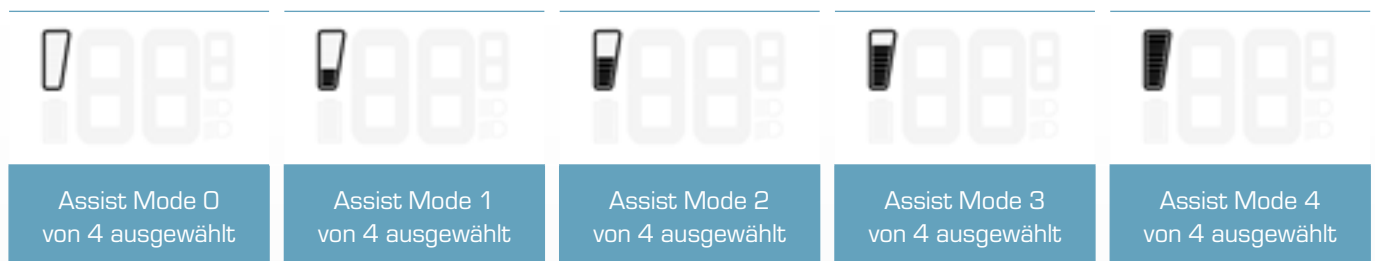 Assist Mode 0
von 4 ausgewählt
Assist Mode 1
von 4 ausgewählt
Assist Mode 2
von 4 ausgewählt
Assist Mode 3
von 4 ausgewählt
Assist Mode 4
von 4 ausgewählt